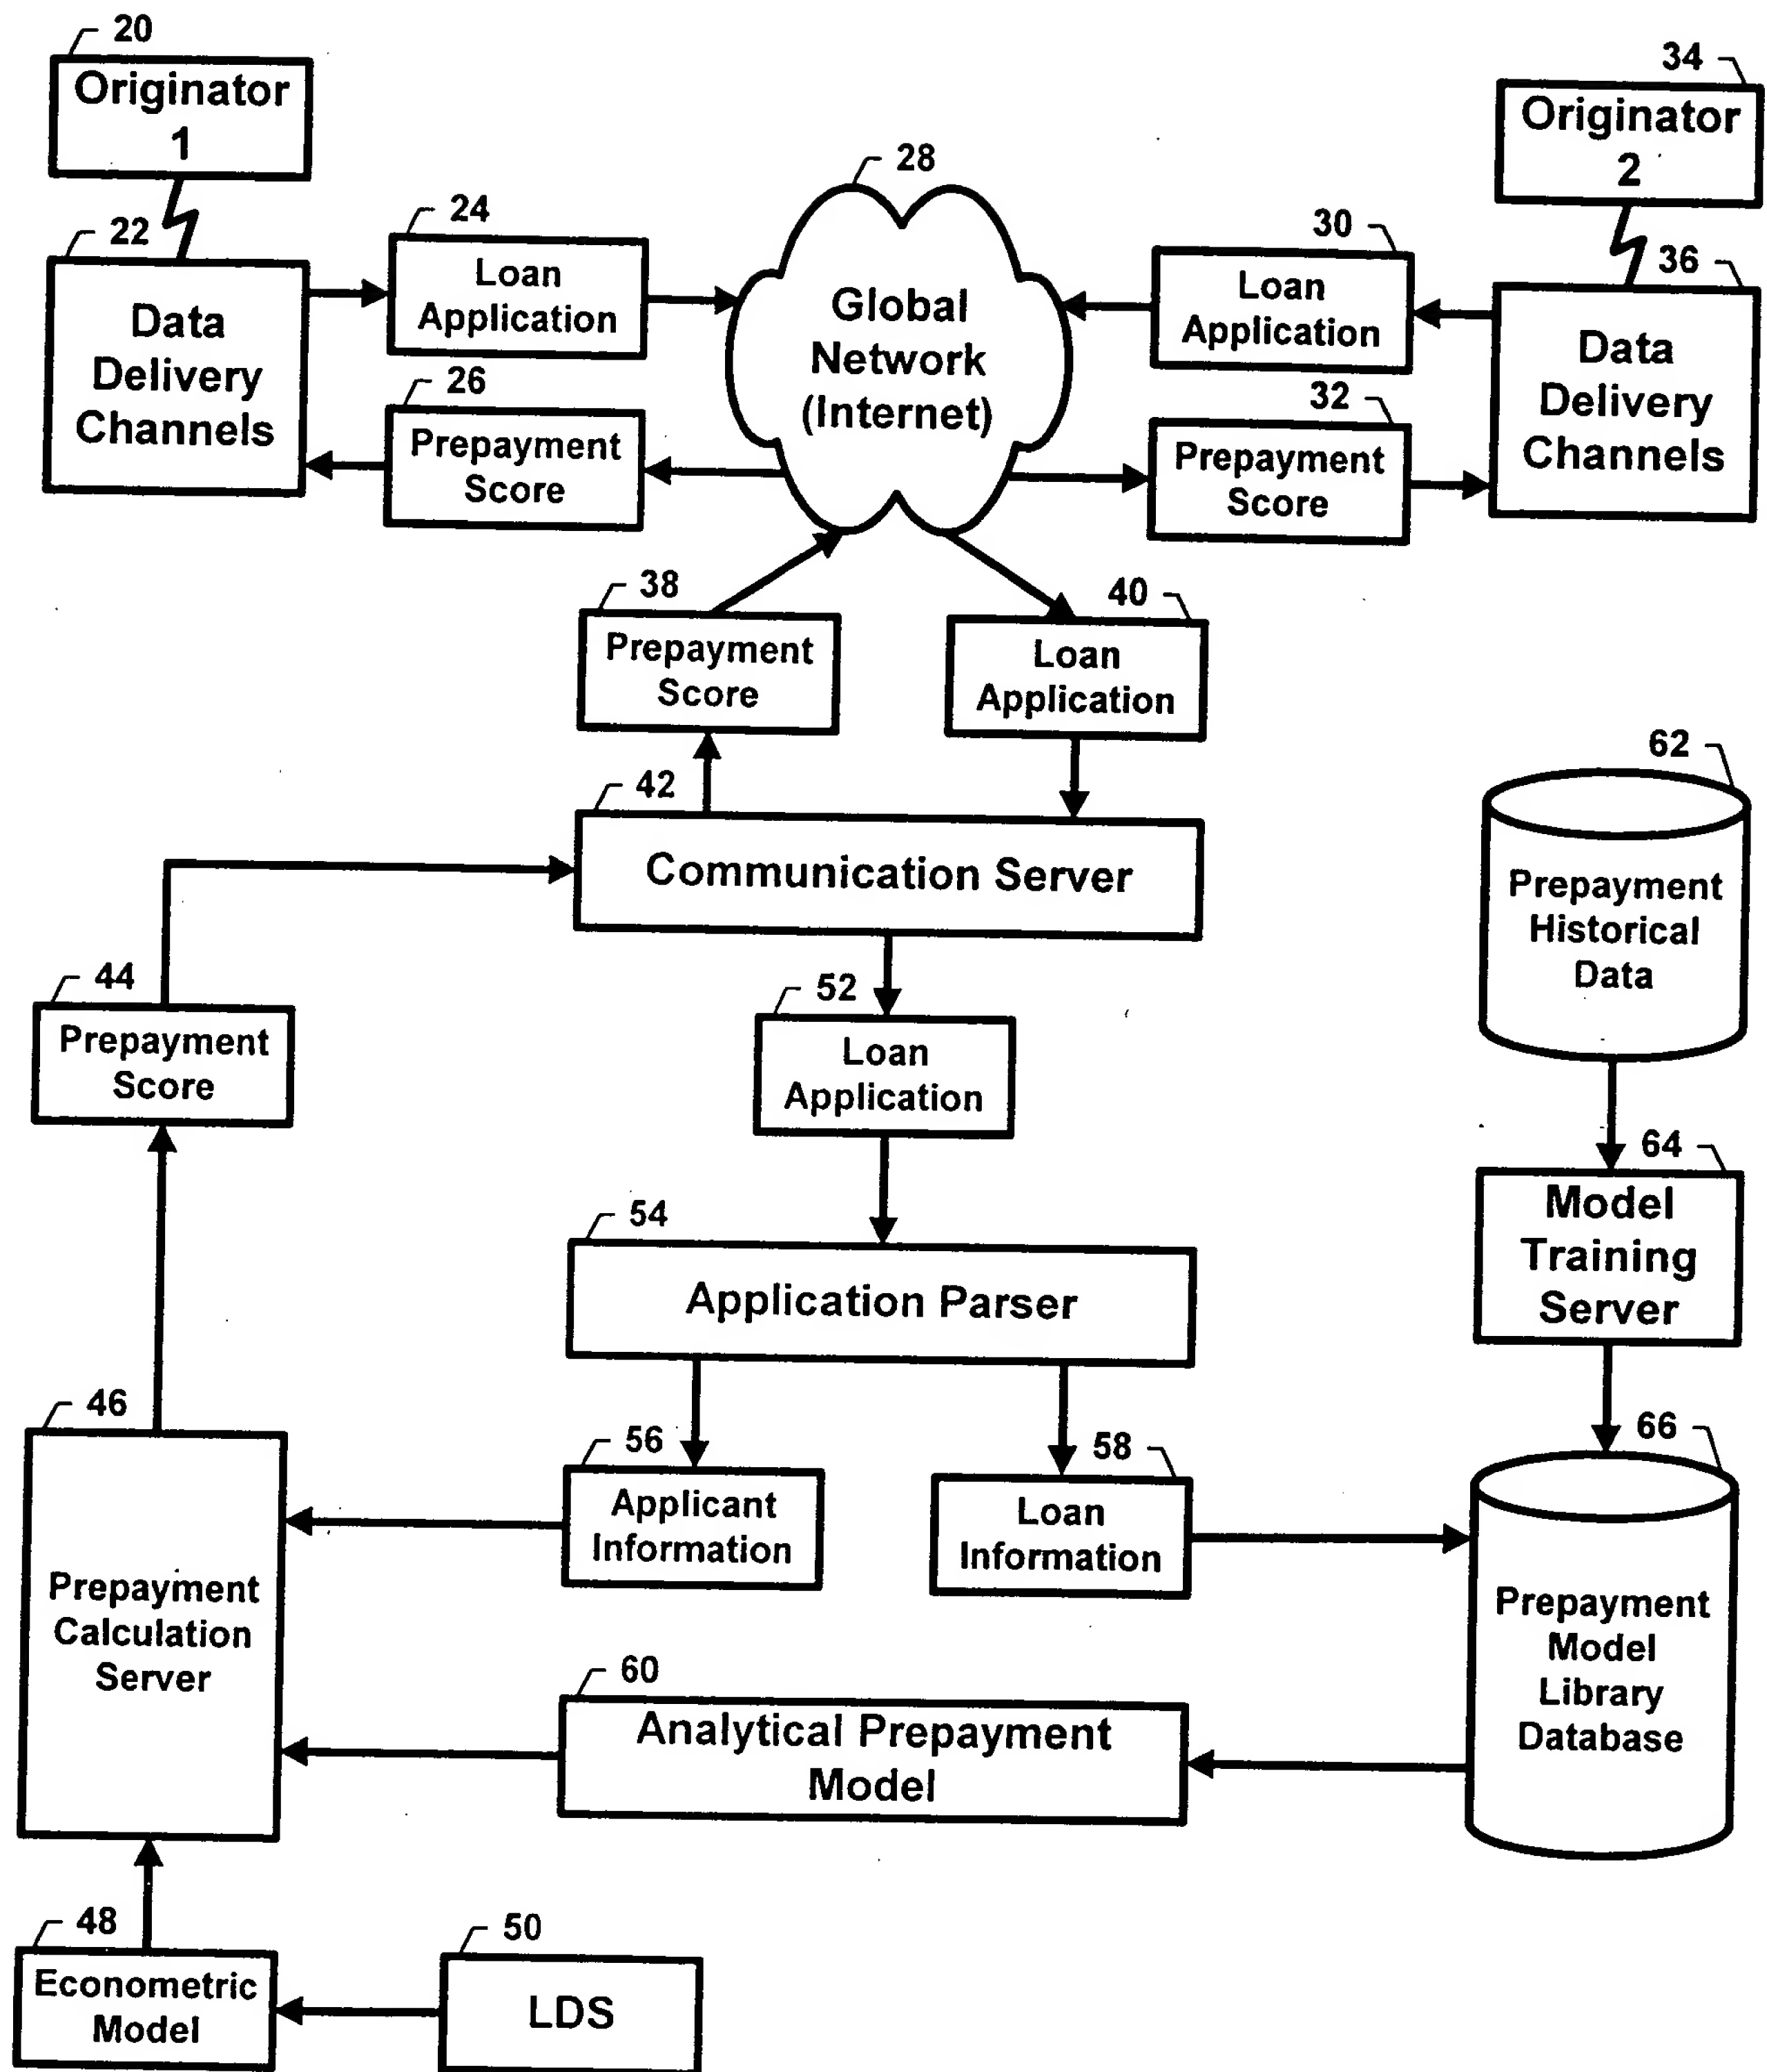 20
Originator
1
34
Originator
2
28
Global
Network
(Internet)
22
Data
Delivery
Channels
24
Loan
Application
26
Prepayment
Score
30
Loan
Application
32
Prepayment
Score
36
Data
Delivery
Channels
38
Prepayment
Score
40
Loan
Application
42
Communication Server
62
Prepayment
Historical
Data
44
Prepayment
Score
52
Loan
Application
64
Model
Training
Server
54
Application Parser
46
Prepayment
Calculation
Server
56
Applicant
Information
58
Loan
Information
66
Prepayment
Model
Library
Database
60
Analytical Prepayment
Model
48
Econometric
Model
50
LDS